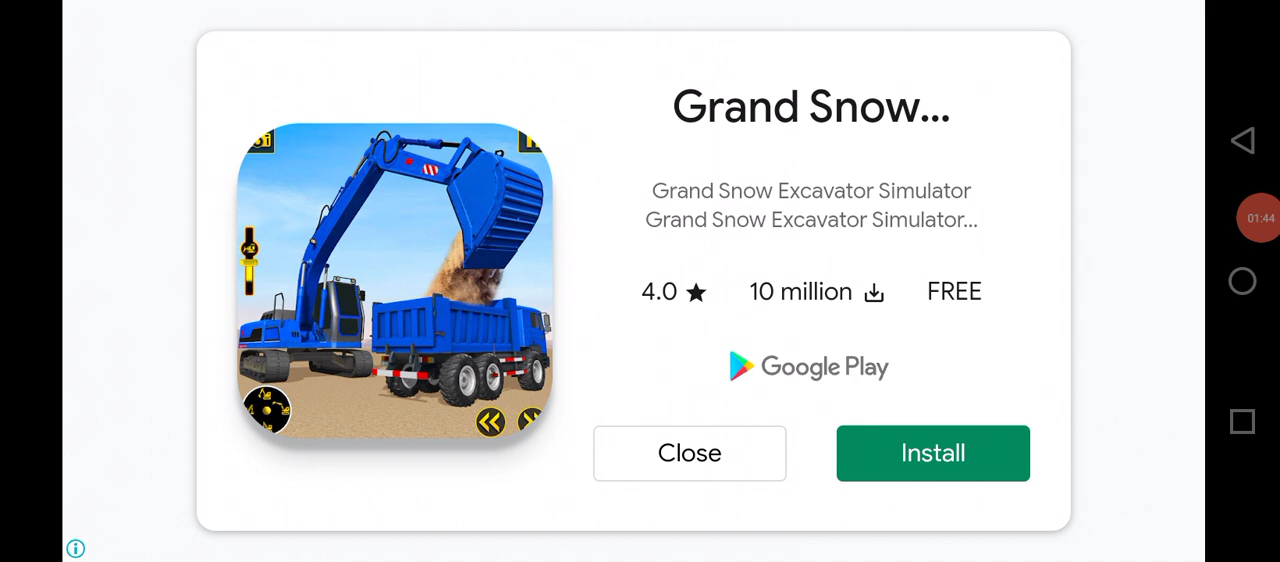 Grand Snow...
Grand Snow Excavator Simulator
Grand Snow Excavator Simulator...
4.0 ★ 10 million FREE
Google Play
Close Install
01:44